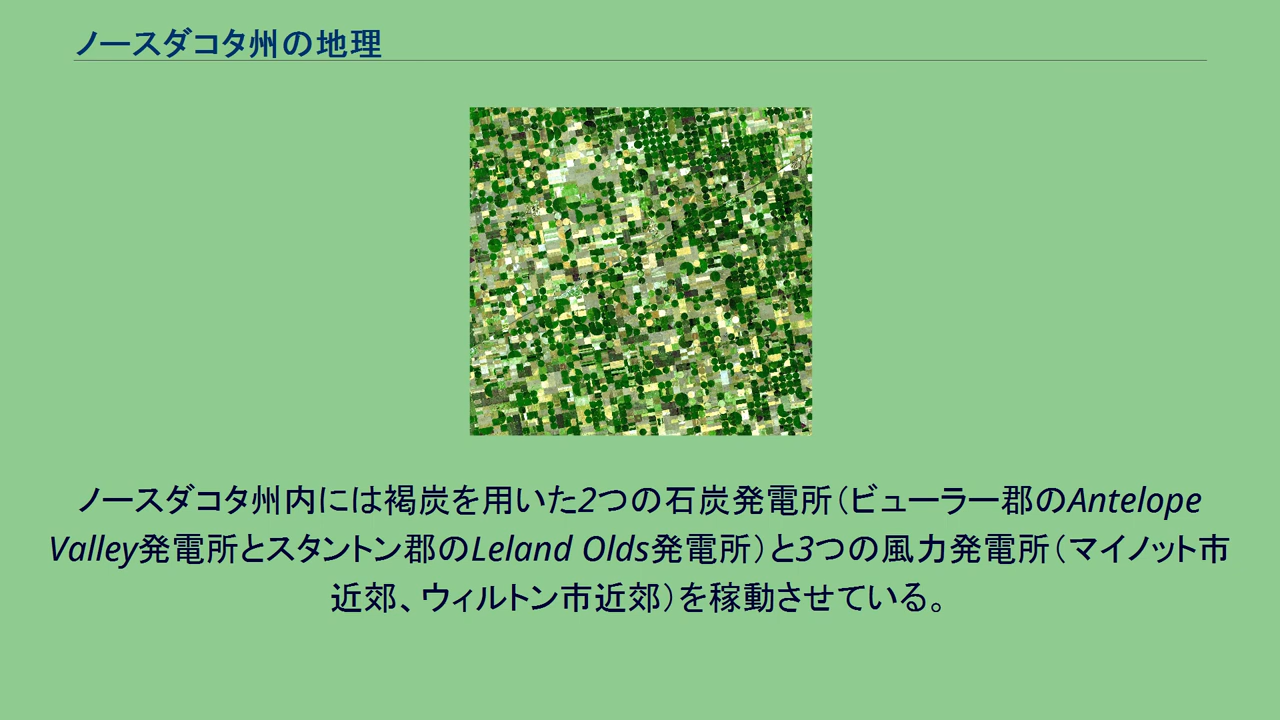 ノースダコタ州の地理
ノースダコタ州内には褐炭を用いた2つの石炭発電所（ビューラー郡のAntelope
Valley発電所とスタントン郡のLeland Olds発電所）と3つの風力発電所（マイノット市
近郊、ウィルトン市近郊）を稼動させている。